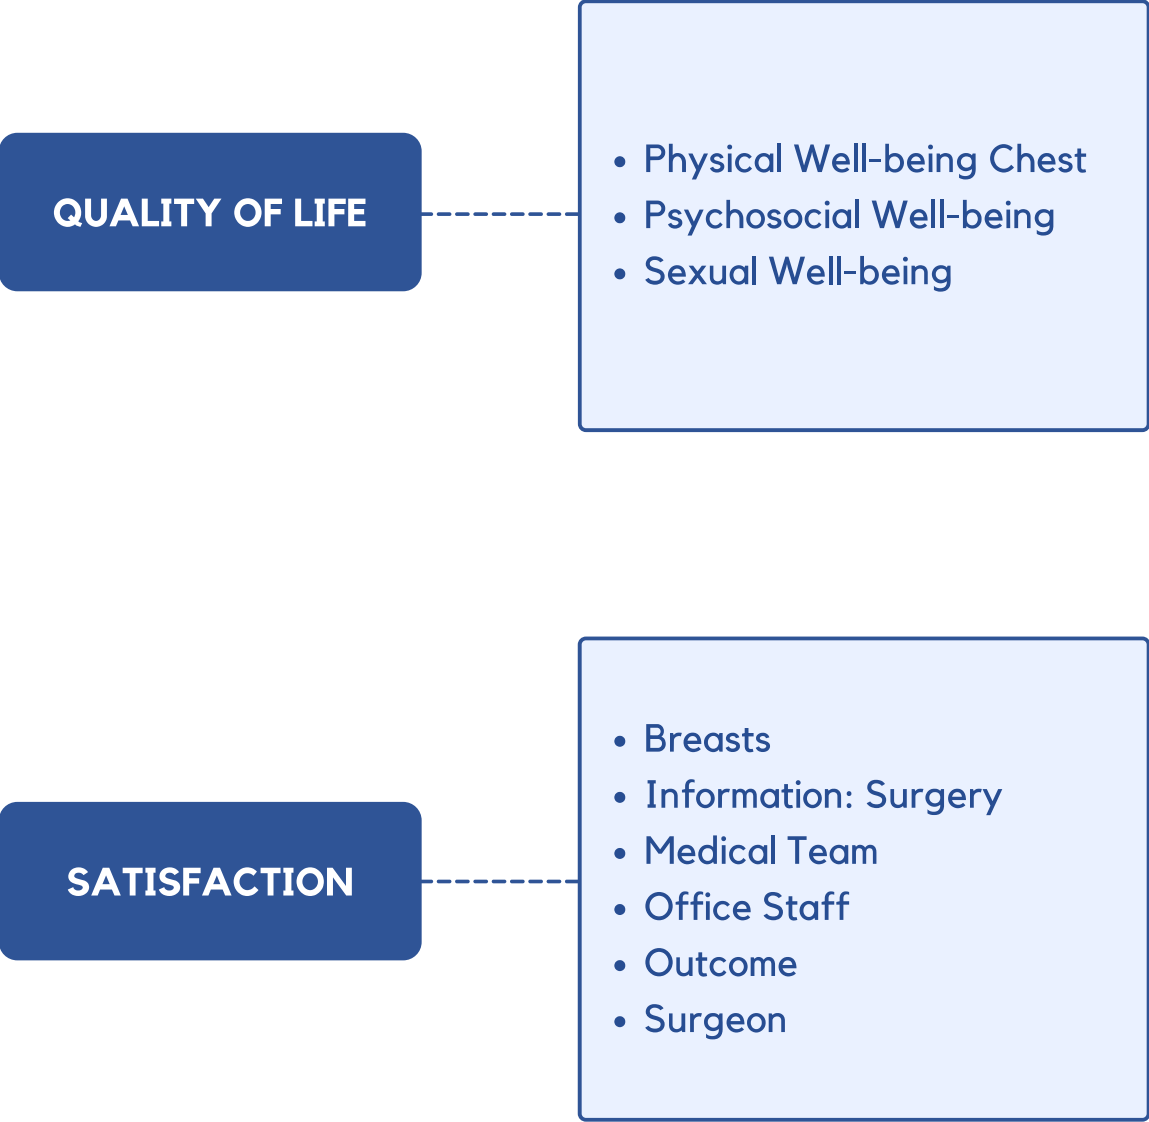 QUALITY OF LIFE
• Physical Well-being Chest
• Psychosocial Well-being
• Sexual Well-being
SATISFACTION
• Breasts
• Information: Surgery
• Medical Team
• Office Staff
• Outcome
• Surgeon